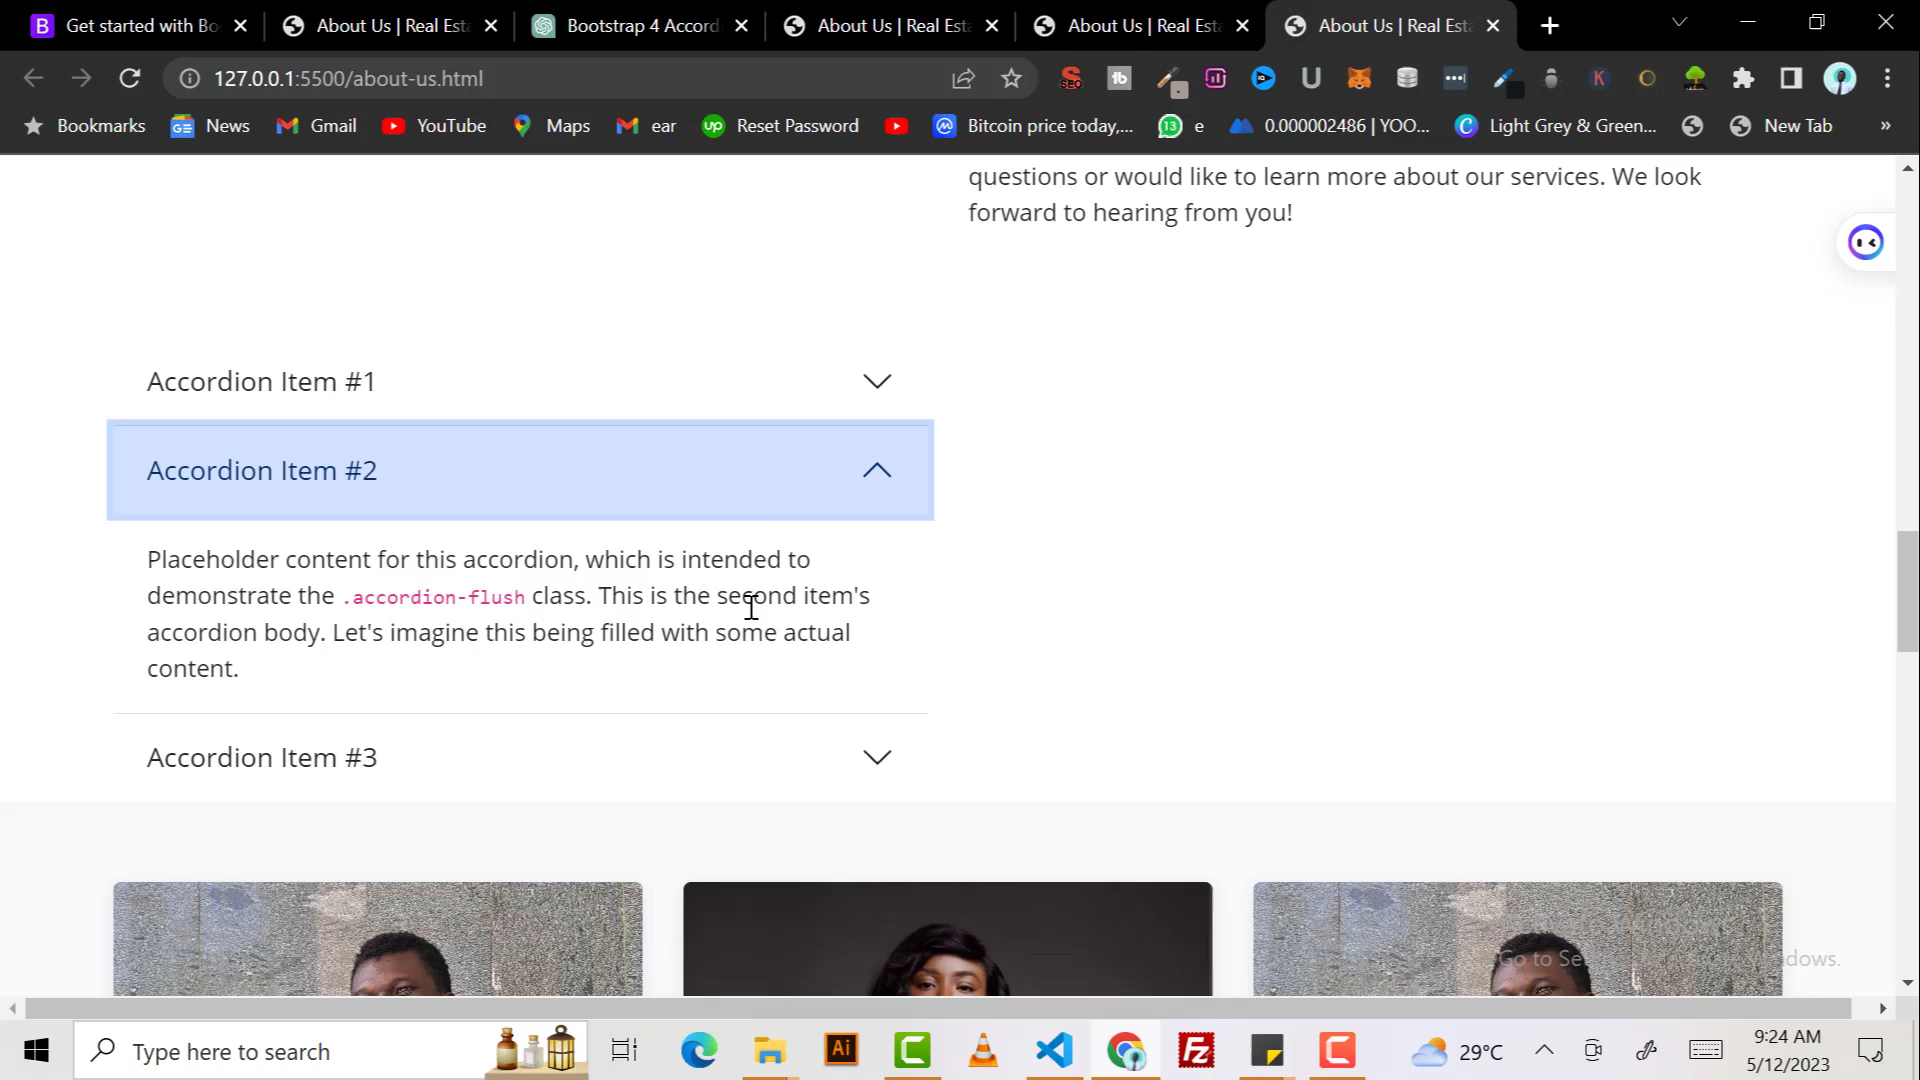 Get started with Bo
About Us | Real Esta
Bootstrap 4 Accord
About Us | Real Esta
About Us | Real Esta
About Us | Real Esta
127.0.0.1:5500/about-us.html
Bookmarks
News
Gmail
YouTube
Maps
ear
Reset Password
Bitcoin price today,...
e
0.000002486 | YOO...
Light Grey & Green...
New Tab
questions or would like to learn more about our services. We look
forward to hearing from you!
Accordion Item #1
Accordion Item #2
Placeholder content for this accordion, which is intended to
demonstrate the .accordion-flush class. This is the second item's
accordion body. Let's imagine this being filled with some actual
content.
Accordion Item #3
Type here to search
29°C
9:24 AM
5/12/2023